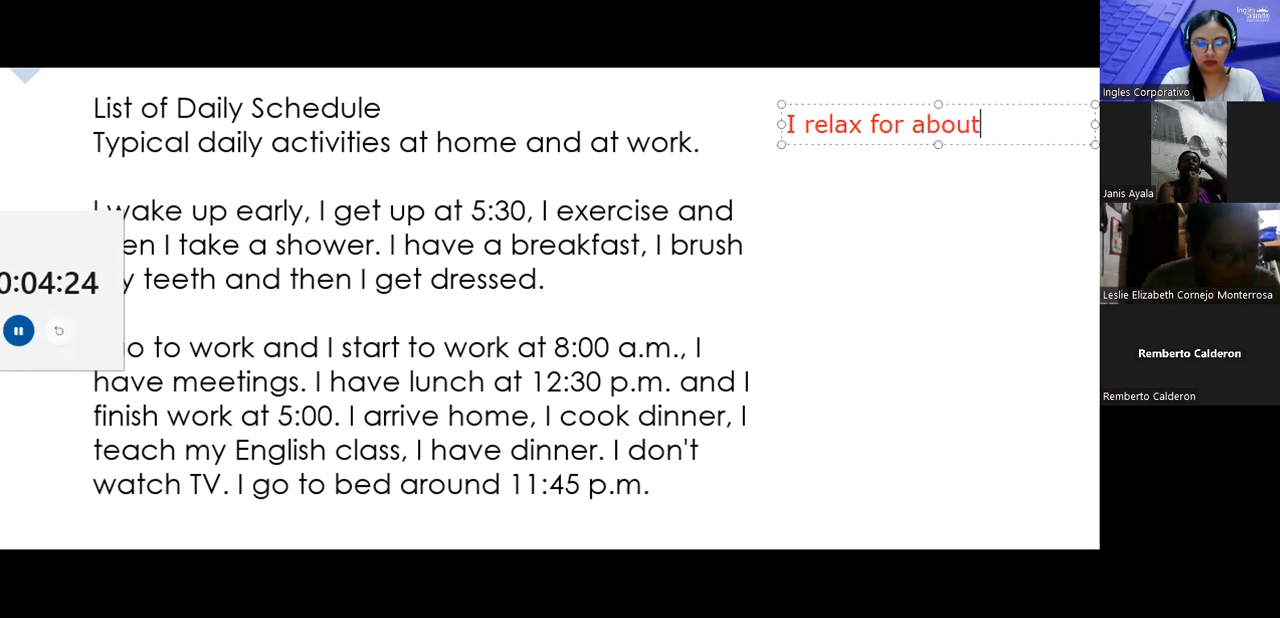 List of Daily Schedule
Typical daily activities at home and at work.
I wake up early, I get up at 5:30, I exercise and
en I take a shower. I have a breakfast, I brush
y teeth and then I get dressed.
o to work and I start to work at 8:00 a.m., I
have meetings. I have lunch at 12:30 p.m. and I
finish work at 5:00. I arrive home, I cook dinner, I
teach my English class, I have dinner. I don't
watch TV. I go to bed around 11:45 p.m.
0:04:24
I relax for about
Ingles Corporativo
Janis Ayala
Leslie Elizabeth Cornejo Monterrosa
Remberto Calderon
Remberto Calderon